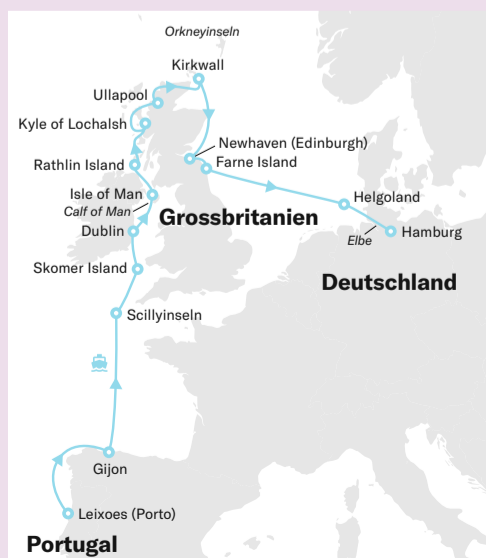 Orkneyinseln
Kirkwall
Ullapool
Kyle of Lochalsh
Newhaven (Edinburgh)
Farne Island
Rathlin Island
Isle of Man
Helgoland
Calf of Man
Grossbritanien
Dublin
Elbe
Hamburg
Skomer Island
Deutschland
Scillyinseln
Gijon
Leixoes (Porto)
Portugal